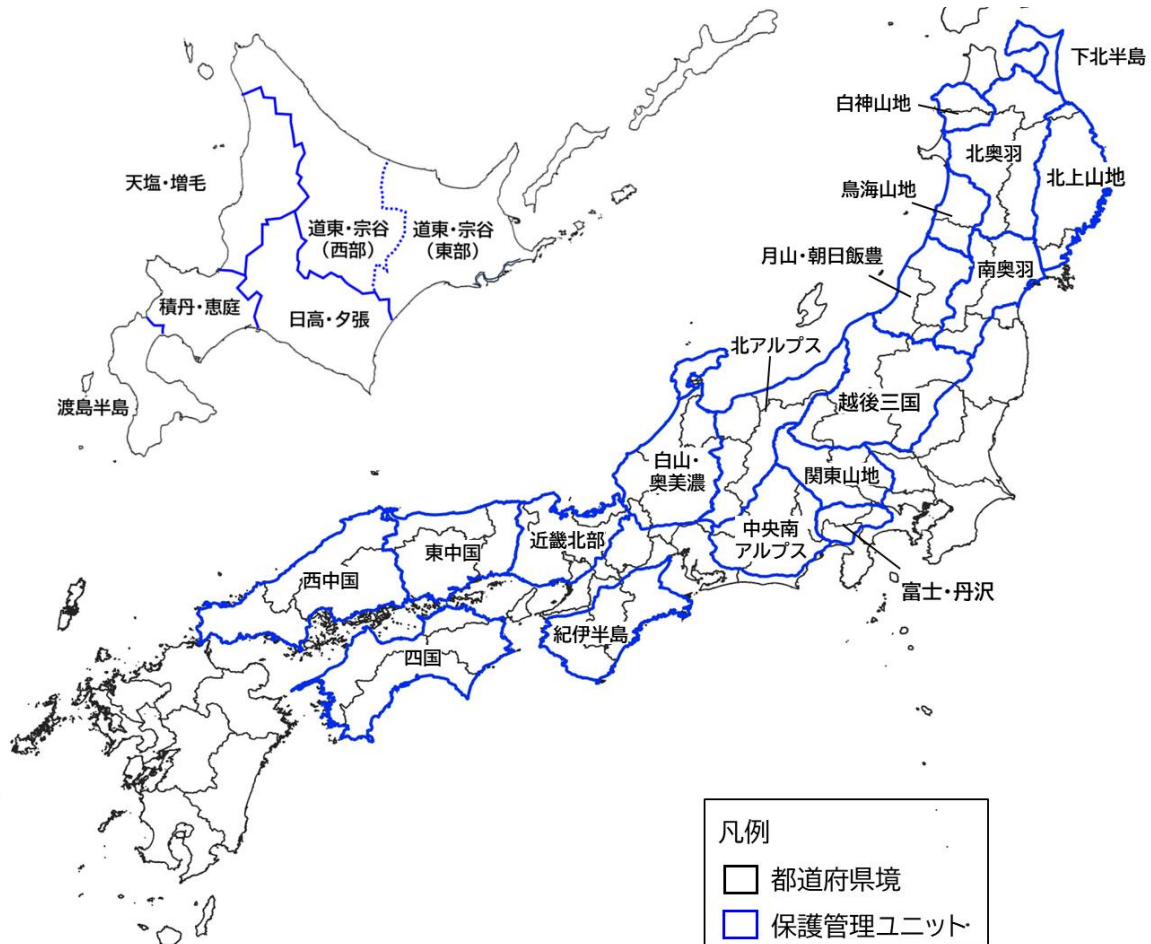 下北半島
白神山地
北奥羽
北上山地
鳥海山地
天塩・増毛
道東・宗谷
(西部)
道東・宗谷
(東部)
月山・朝日飯豊
南奥羽
積丹・恵庭
日高・夕張
北アルプス
渡島半島
越後三国
白山・
奥美濃
関東山地
中央南
アルプス
近畿北部
東中国
西中国
富士・丹沢
紀伊半島
四国
凡例
都道府県境
保護管理ユニット